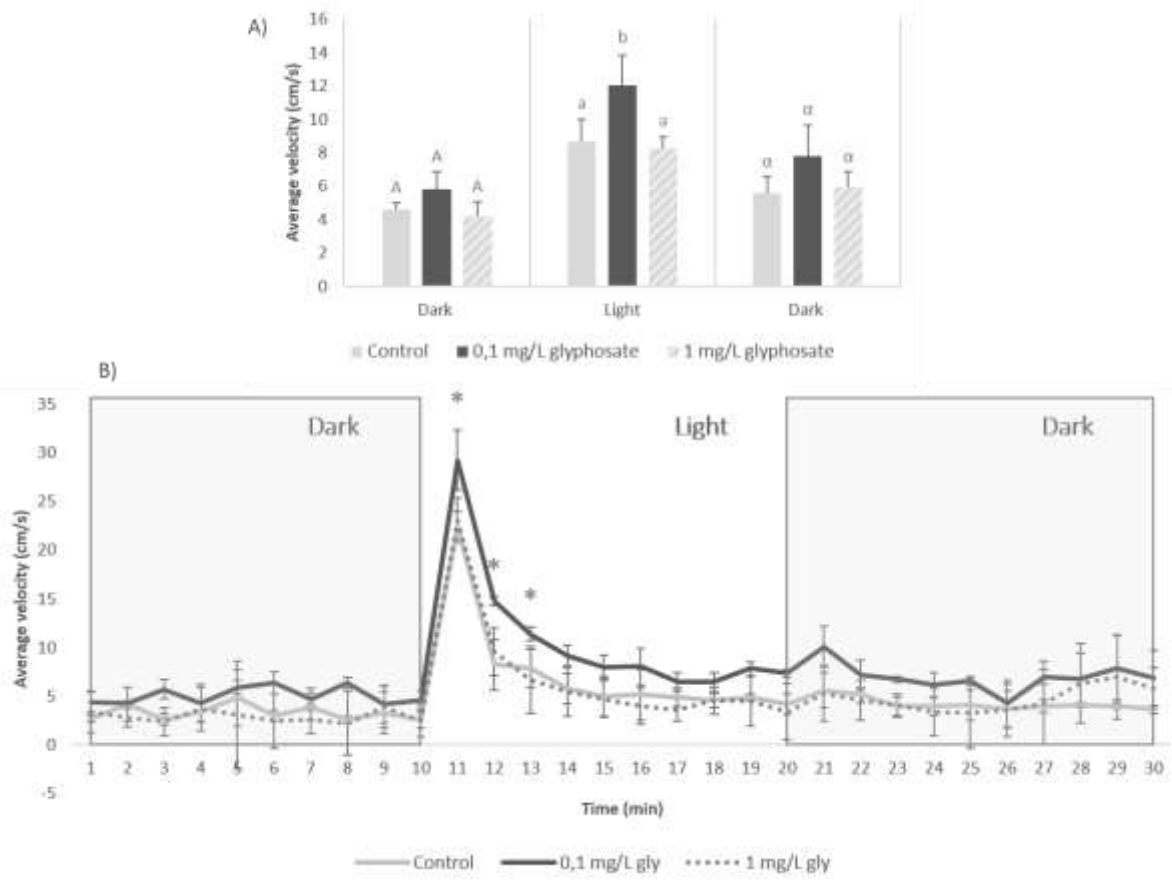 A)
Average velocity (cm/s)
16
14
12
10
8
6
4
2
0
A A A
a b a
α α α
Dark Light Dark
Control 0,1 mg/L glyphosate 1 mg/L glyphosate
B)
Average velocity (cm/s)
35
30
25
20
15
10
5
0
-5
Dark Light Dark
*
*
*
1 2 3 4 5 6 7 8 9 10 11 12 13 14 15 16 17 18 19 20 21 22 23 24 25 26 27 28 29 30
Time (min)
Control 0,1 mg/L gly 1 mg/L gly